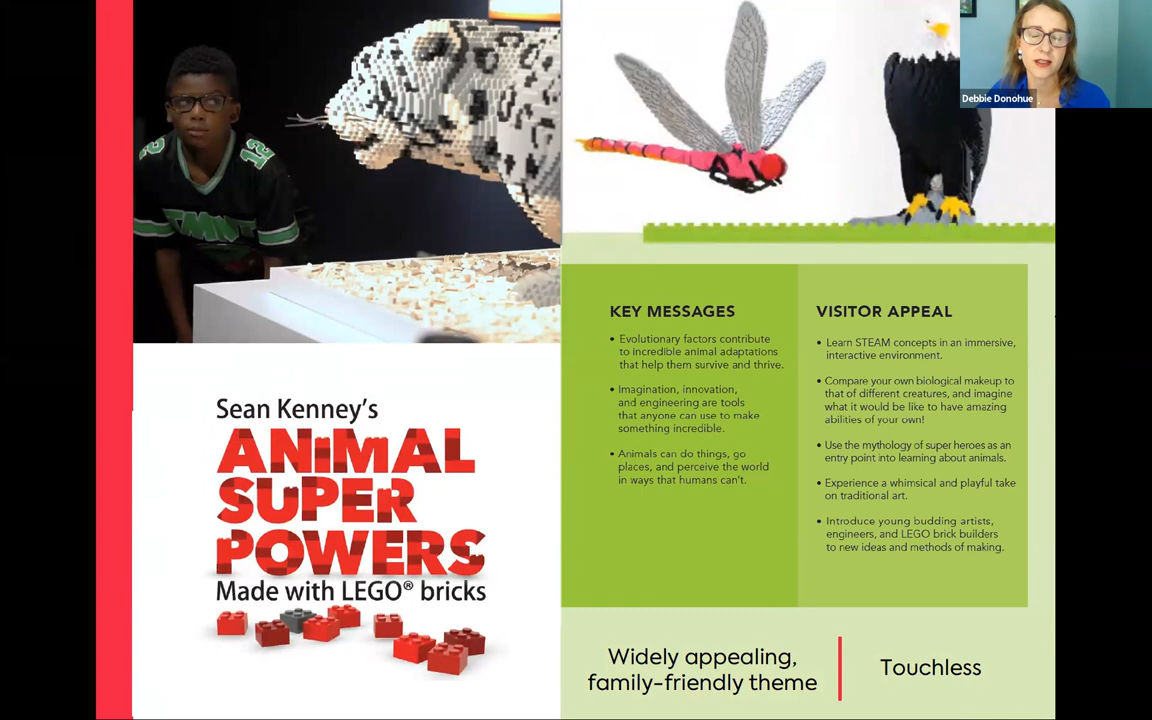 Debbie Donohue
12
TMNT
Sean Kenney's
ANIMAL
SUPER
POWERS
Made with LEGO® bricks
KEY MESSAGES
• Evolutionary factors contribute
to incredible animal adaptations
that help them survive and thrive.
• Imagination, innovation,
and engineering are tools
that anyone can use to make
something incredible.
• Animals can do things, go
places, and perceive the world
in ways that humans can't.
VISITOR APPEAL
• Learn STEAM concepts in an immersive,
interactive environment.
• Compare your own biological makeup to
that of different creatures, and imagine
what it would be like to have amazing
abilities of your own!
• Use the mythology of super heroes as an
entry point into learning about animals.
• Experience a whimsical and playful take
on traditional art.
• Introduce young budding artists,
engineers, and LEGO brick builders
to new ideas and methods of making.
Widely appealing,
family-friendly theme
Touchless